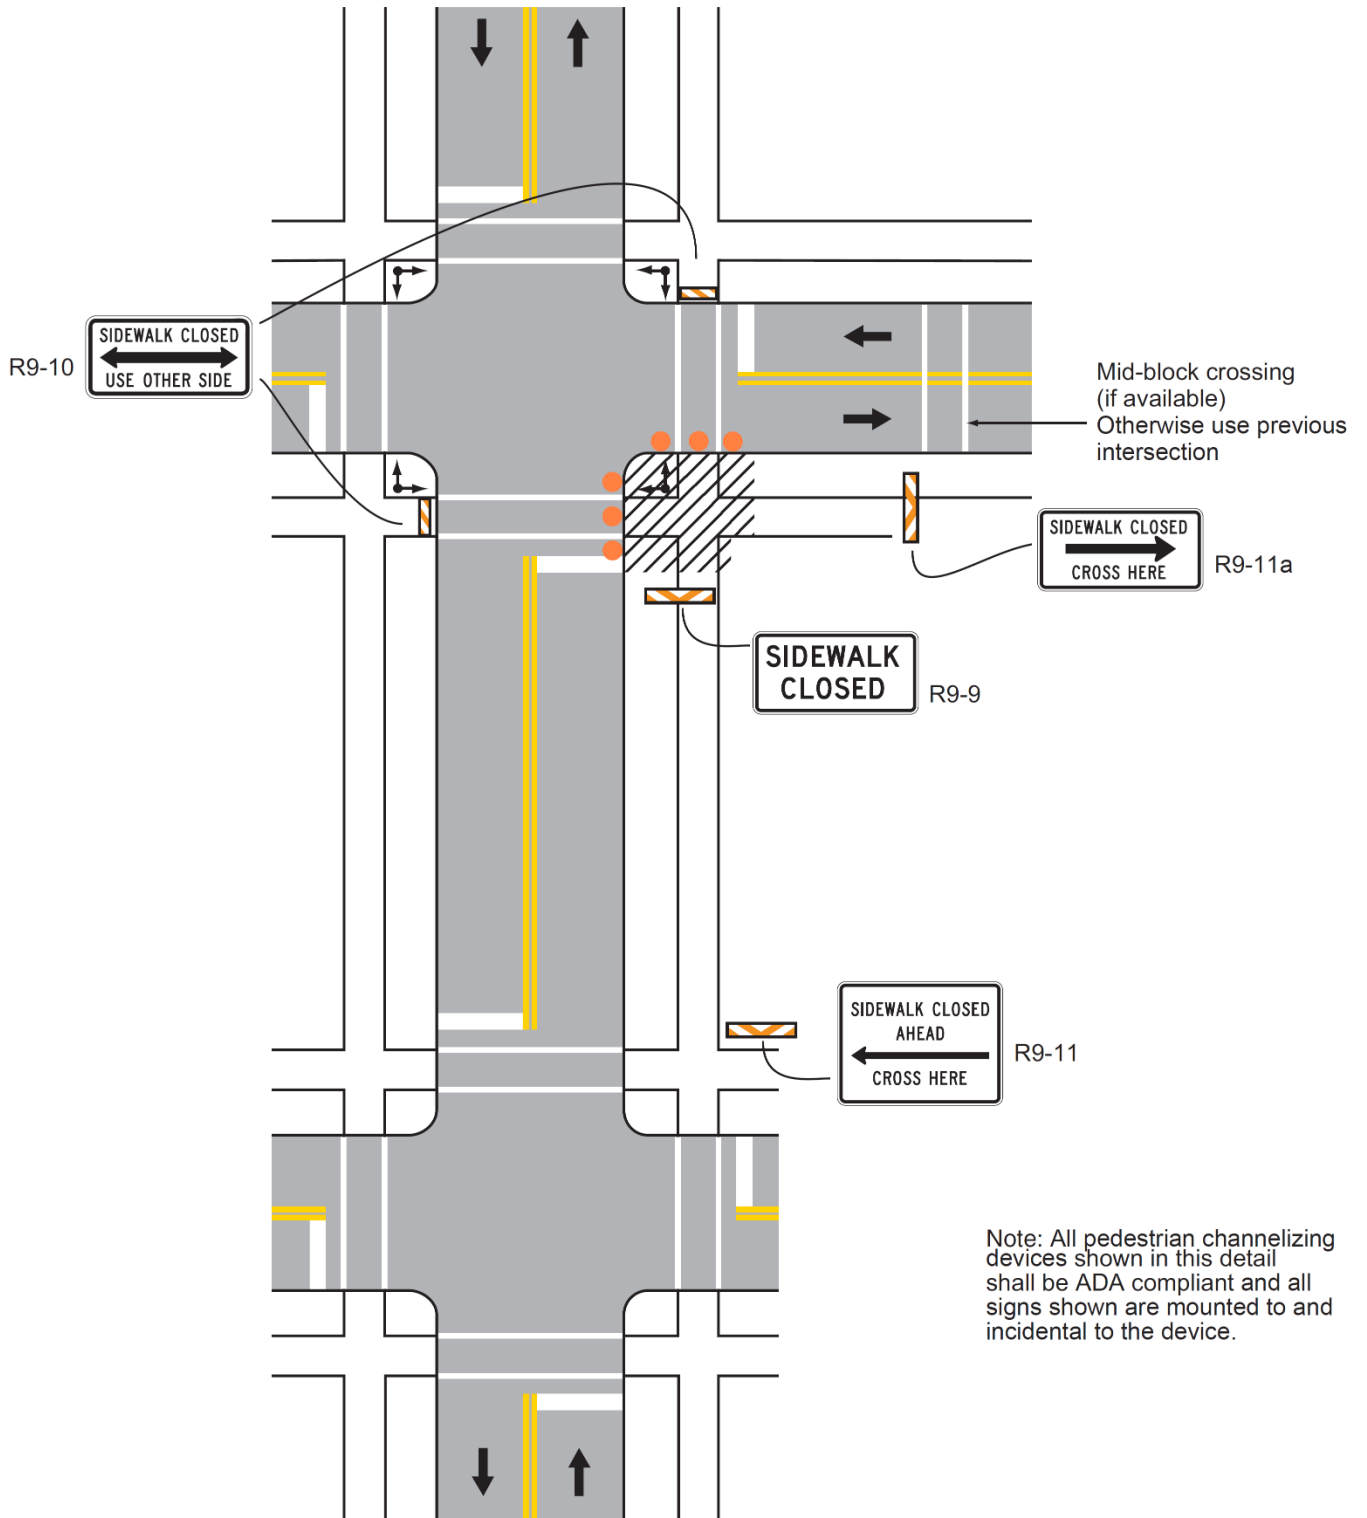 SIDEWALK CLOSED
USE OTHER SIDE
R9-10
Mid-block crossing
(if available)
Otherwise use previous
intersection
SIDEWALK CLOSED
CROSS HERE
R9-11a
SIDEWALK
CLOSED
R9-9
SIDEWALK CLOSED
AHEAD
CROSS HERE
R9-11
Note: All pedestrian channelizing
devices shown in this detail
shall be ADA compliant and all
signs shown are mounted to and
incidental to the device.